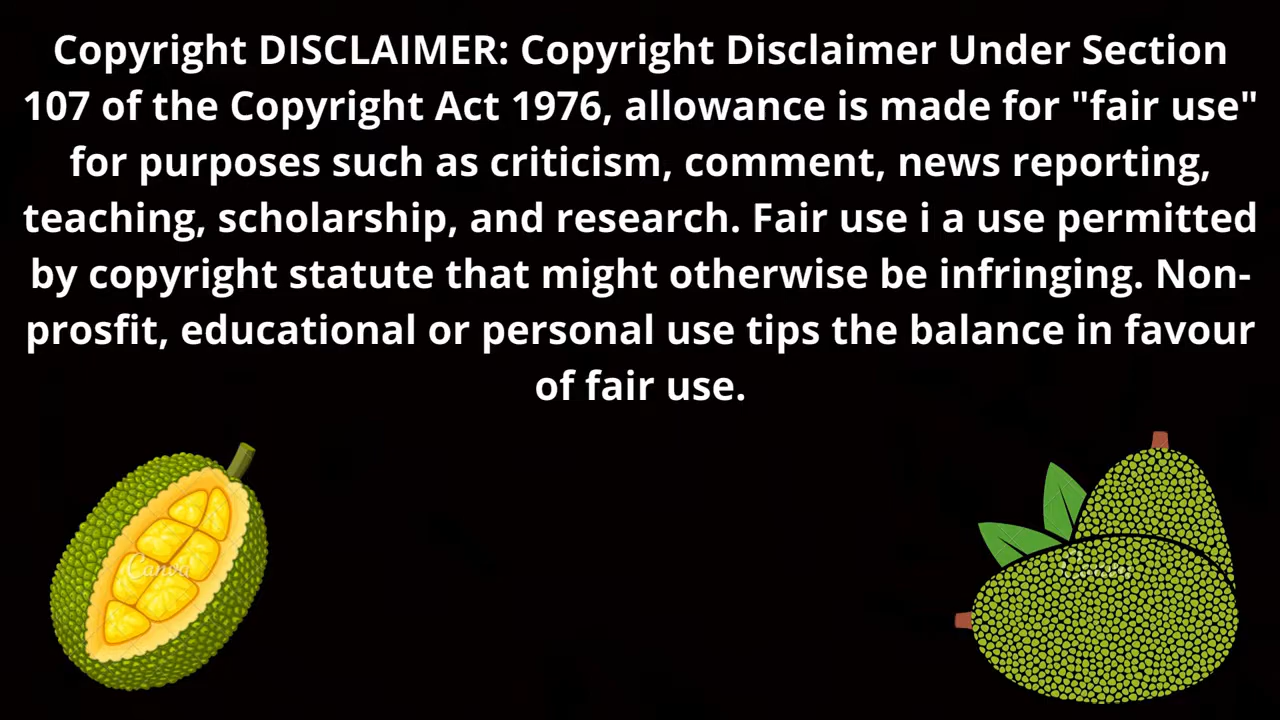 Copyright DISCLAIMER: Copyright Disclaimer Under Section
107 of the Copyright Act 1976, allowance is made for "fair use"
for purposes such as criticism, comment, news reporting,
teaching, scholarship, and research. Fair use i a use permitted
by copyright statute that might otherwise be infringing. Non-
prosfit, educational or personal use tips the balance in favour
of fair use.
Canva